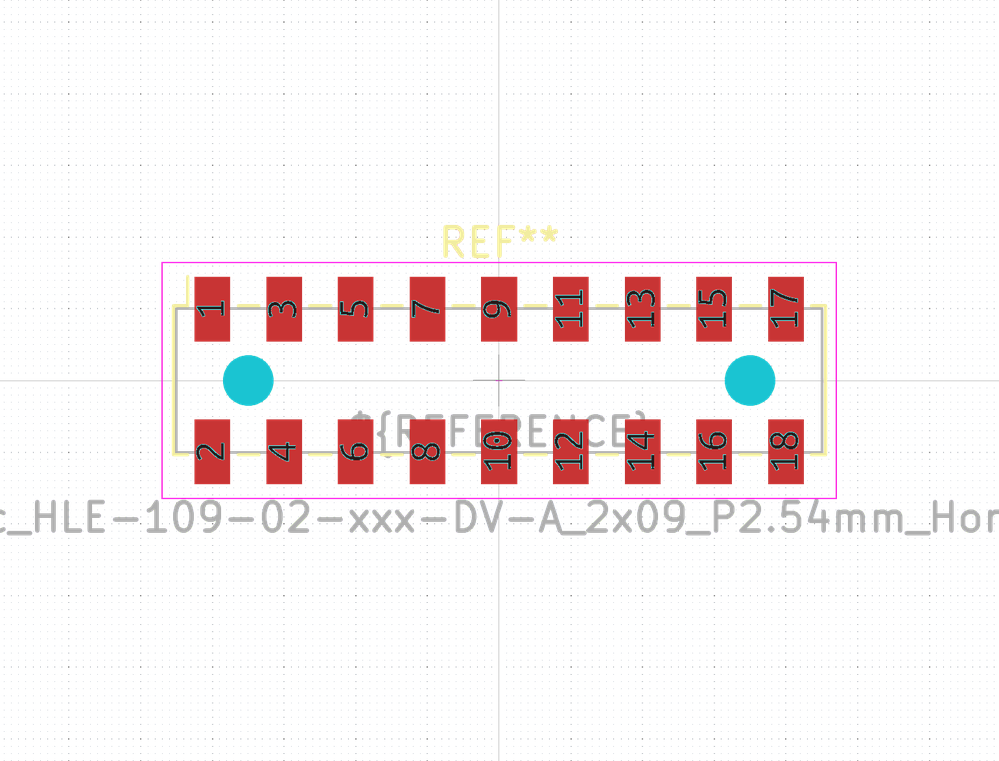 REF**
1 3 5 7 9 11 13 15 17
${REFERENCE}
2 4 6 8 10 12 14 16 18
c_HLE-109-02-xxx-DV-A_2x09_P2.54mm_Hor